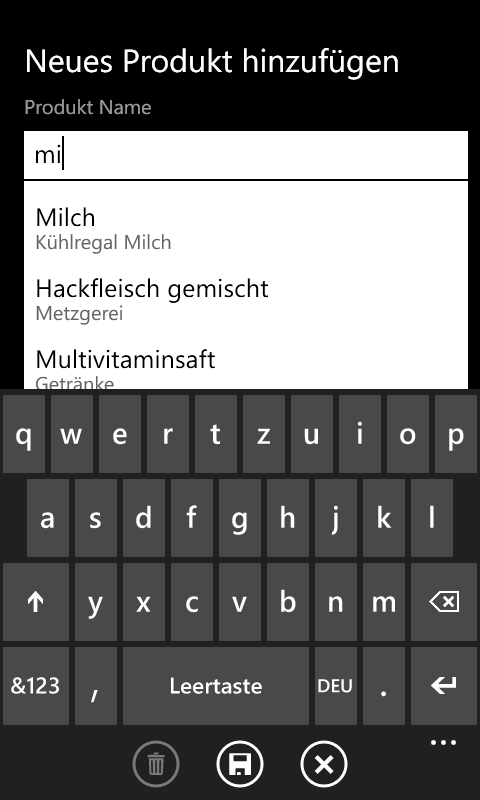 Neues Produkt hinzufügen
Produkt Name
mi
Milch
Kühlregal Milch
Hackfleisch gemischt
Metzgerei
Multivitaminsaft
Getränke
q w e r t z u i o p
a s d f g h j k l
y x c v b n m
&123 , Leertaste DEU .